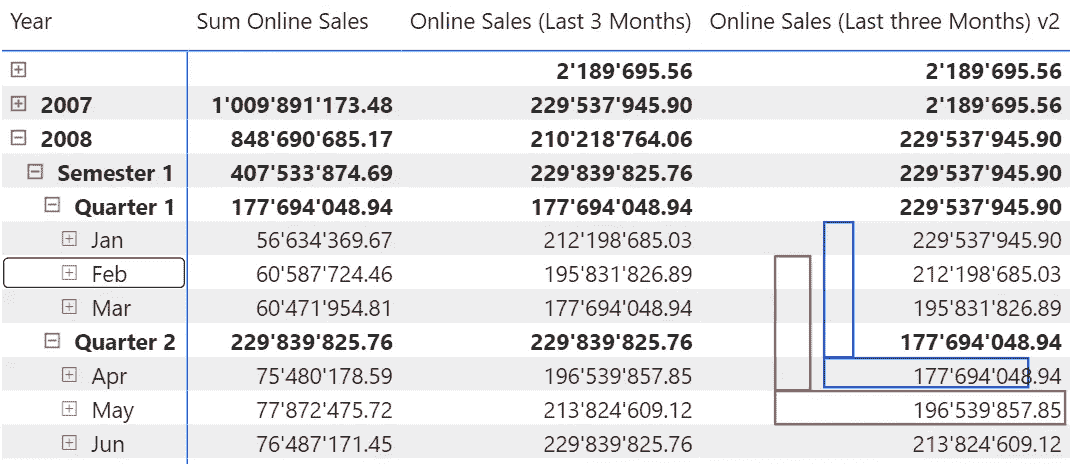 Year Sum Online Sales Online Sales (Last 3 Months) Online Sales (Last three Months) v2
2'189'695.56 2'189'695.56
2007 1'009'891'173.48 229'537'945.90 2'189'695.56
2008 848'690'685.17 210'218'764.06 229'537'945.90
Semester 1 407'533'874.69 229'839'825.76 229'537'945.90
Quarter 1 177'694'048.94 177'694'048.94 229'537'945.90
Jan 56'634'369.67 212'198'685.03 229'537'945.90
Feb 60'587'724.46 195'831'826.89 212'198'685.03
Mar 60'471'954.81 177'694'048.94 195'831'826.89
Quarter 2 229'839'825.76 229'839'825.76 177'694'048.94
Apr 75'480'178.59 196'539'857.85 177'694'048.94
May 77'872'475.72 213'824'609.12 196'539'857.85
Jun 76'487'171.45 229'839'825.76 213'824'609.12